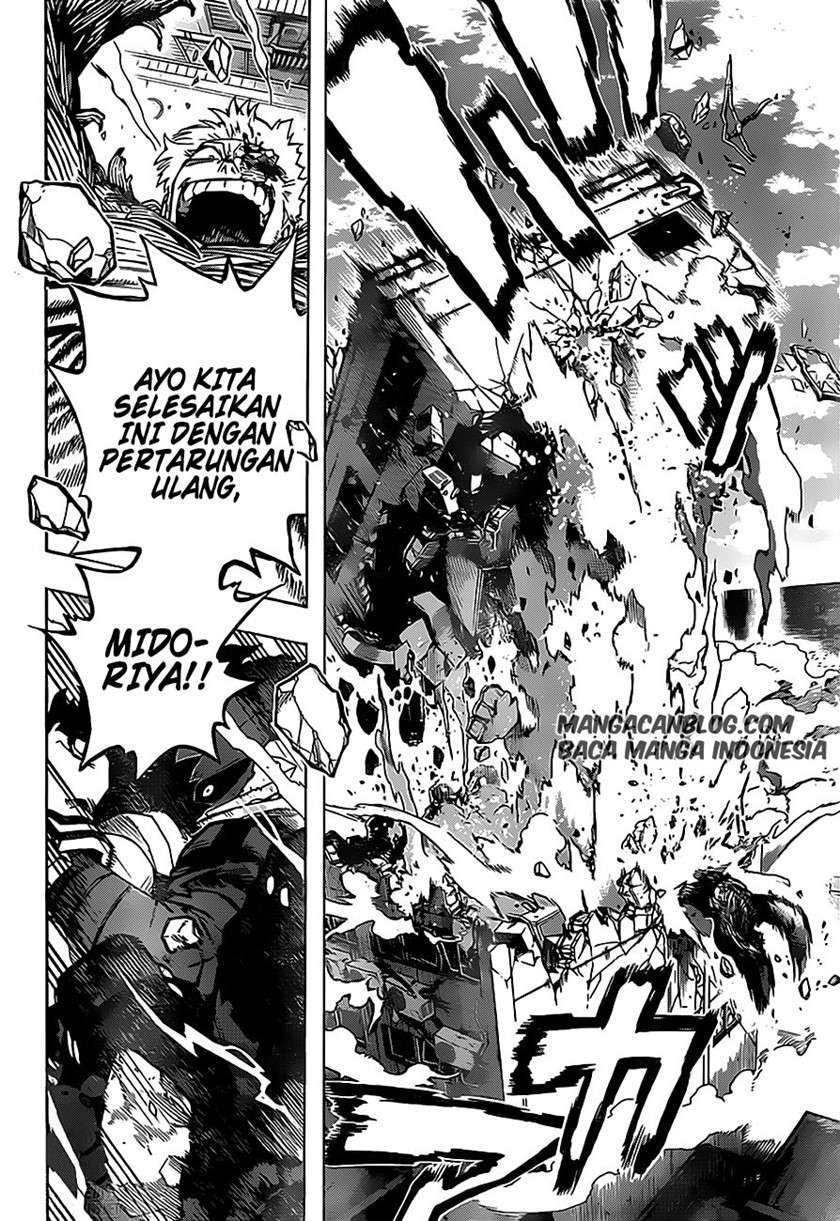 AYO KITA
SELESAIKAN
INI DENGAN
PERTARUNGAN
ULANG,
MIDO-
RIYA!!
MANGACANBLOG.COM
BACA MANGA INDONESIA